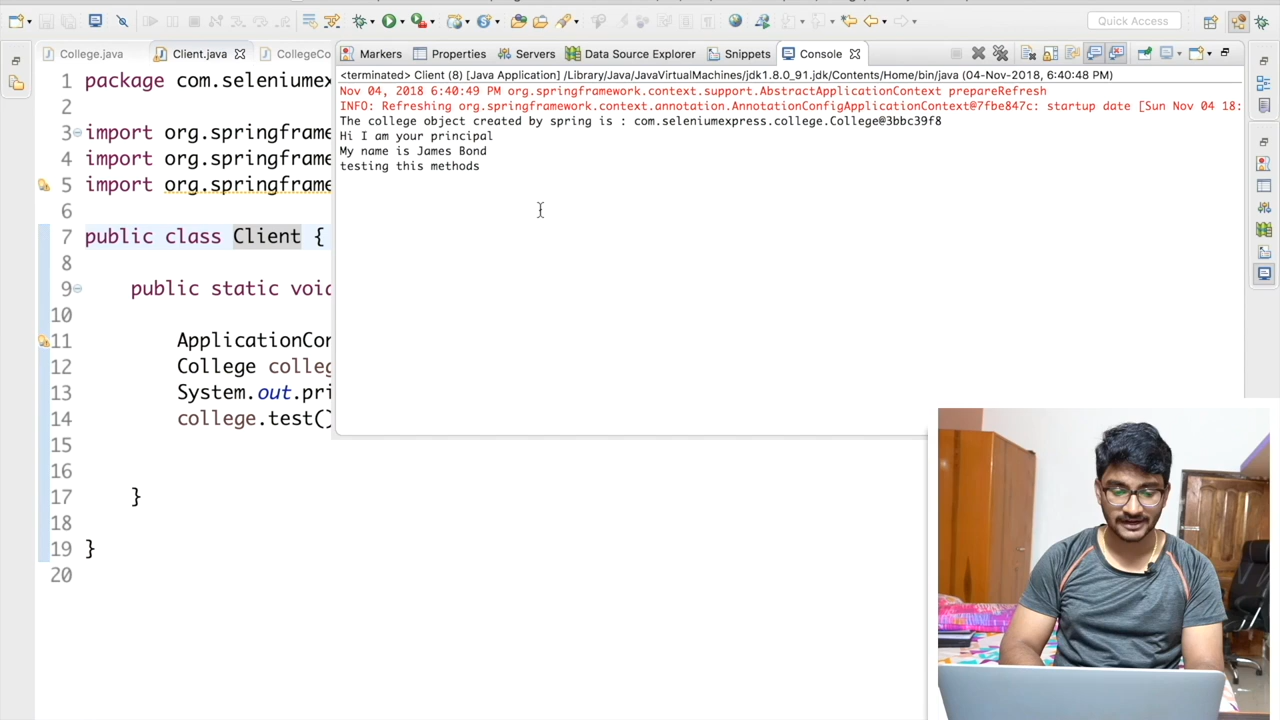 Quick Access
College.java
Client.java
CollegeCo
Markers
Properties
Servers
Data Source Explorer
Snippets
Console
<terminated> Client (8) [Java Application] /Library/Java/JavaVirtualMachines/jdk1.8.0_91.jdk/Contents/Home/bin/java (04-Nov-2018, 6:40:48 PM)
Nov 04, 2018 6:40:49 PM org.springframework.context.support.AbstractApplicationContext prepareRefresh
INFO: Refreshing org.springframework.context.annotation.AnnotationConfigApplicationContext@7fbe847c: startup date [Sun Nov 04 18:
The college object created by spring is : com.seleniumexpress.college.College@3bbc39f8
Hi I am your principal
My name is James Bond
testing this methods
1 package com.seleniumex
2
3 import org.springframe
4 import org.springframe
5 import org.springframe
6
7 public class Client {
8
9 public static voi
10
11 ApplicationCon
12 College colleg
13 System.out.pri
14 college.test()
15
16
17 }
18
19 }
20